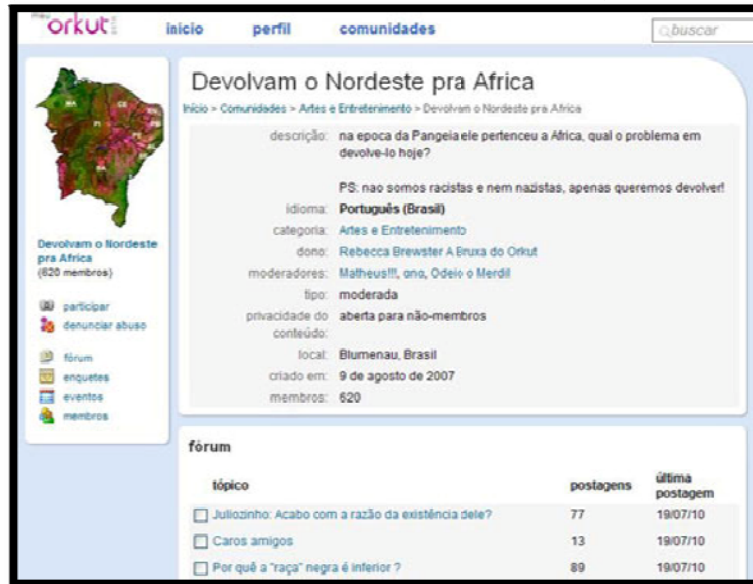 meu
orkut
início perfil comunidades buscar
Devolvam o Nordeste
pra Africa
(620 membros)
participar
denunciar abuso
fórum
enquetes
eventos
membros
Devolvam o Nordeste pra Africa
Início > Comunidades > Artes e Entretenimento > Devolvam o Nordeste pra Africa
descrição: na epoca da Pangeia ele pertenceu a Africa, qual o problema em
devolve-lo hoje?
PS: nao somos racistas e nem nazistas, apenas queremos devolver!
idioma: Português (Brasil)
categoria: Artes e Entretenimento
dono: Rebecca Brewster A Bruxa do Orkut
moderadores: Matheus!!!, ana, Odeio o Merdil
tipo: moderada
privacidade do aberta para não-membros
conteúdo:
local: Blumenau, Brasil
criado em: 9 de agosto de 2007
membros: 620
fórum
tópico postagens última
postagem
Juliozinho: Acabo com a razão da existência dele? 77 19/07/10
Caros amigos 13 19/07/10
Por quê a "raça" negra é inferior ? 89 19/07/10